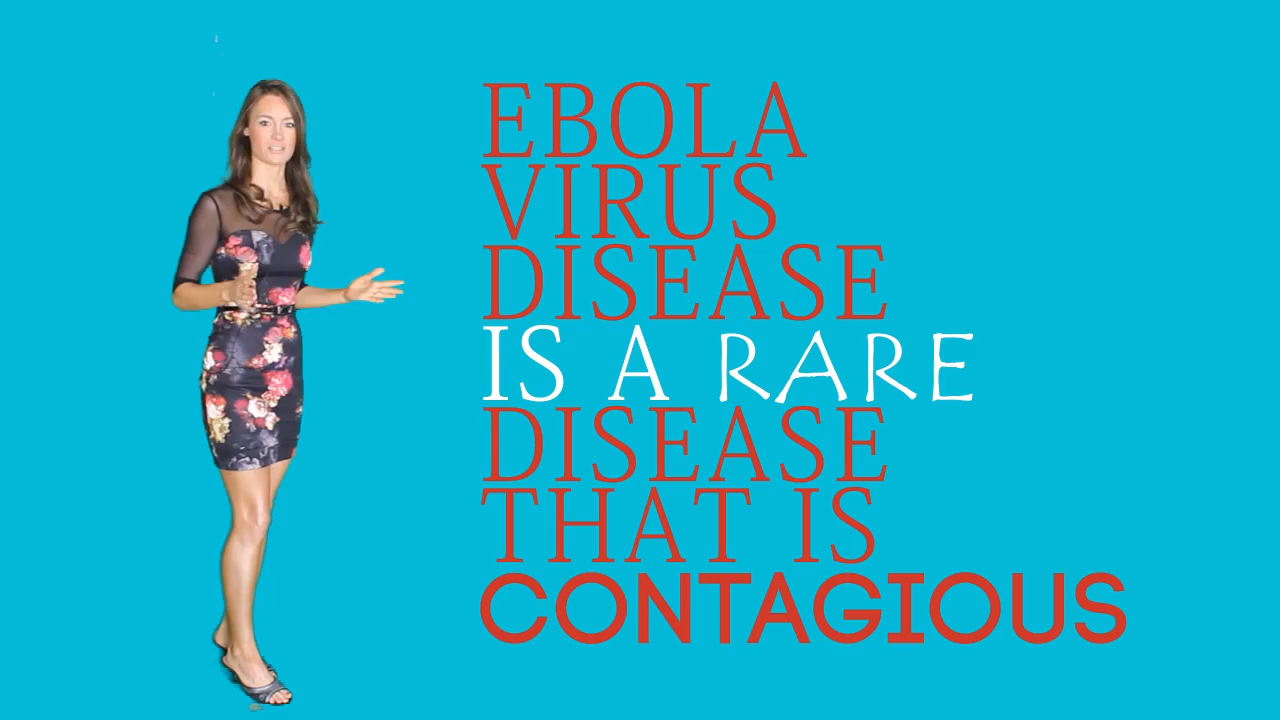 EBOLA
VIRUS
DISEASE
IS A RARE
DISEASE
THAT IS
CONTAGIOUS